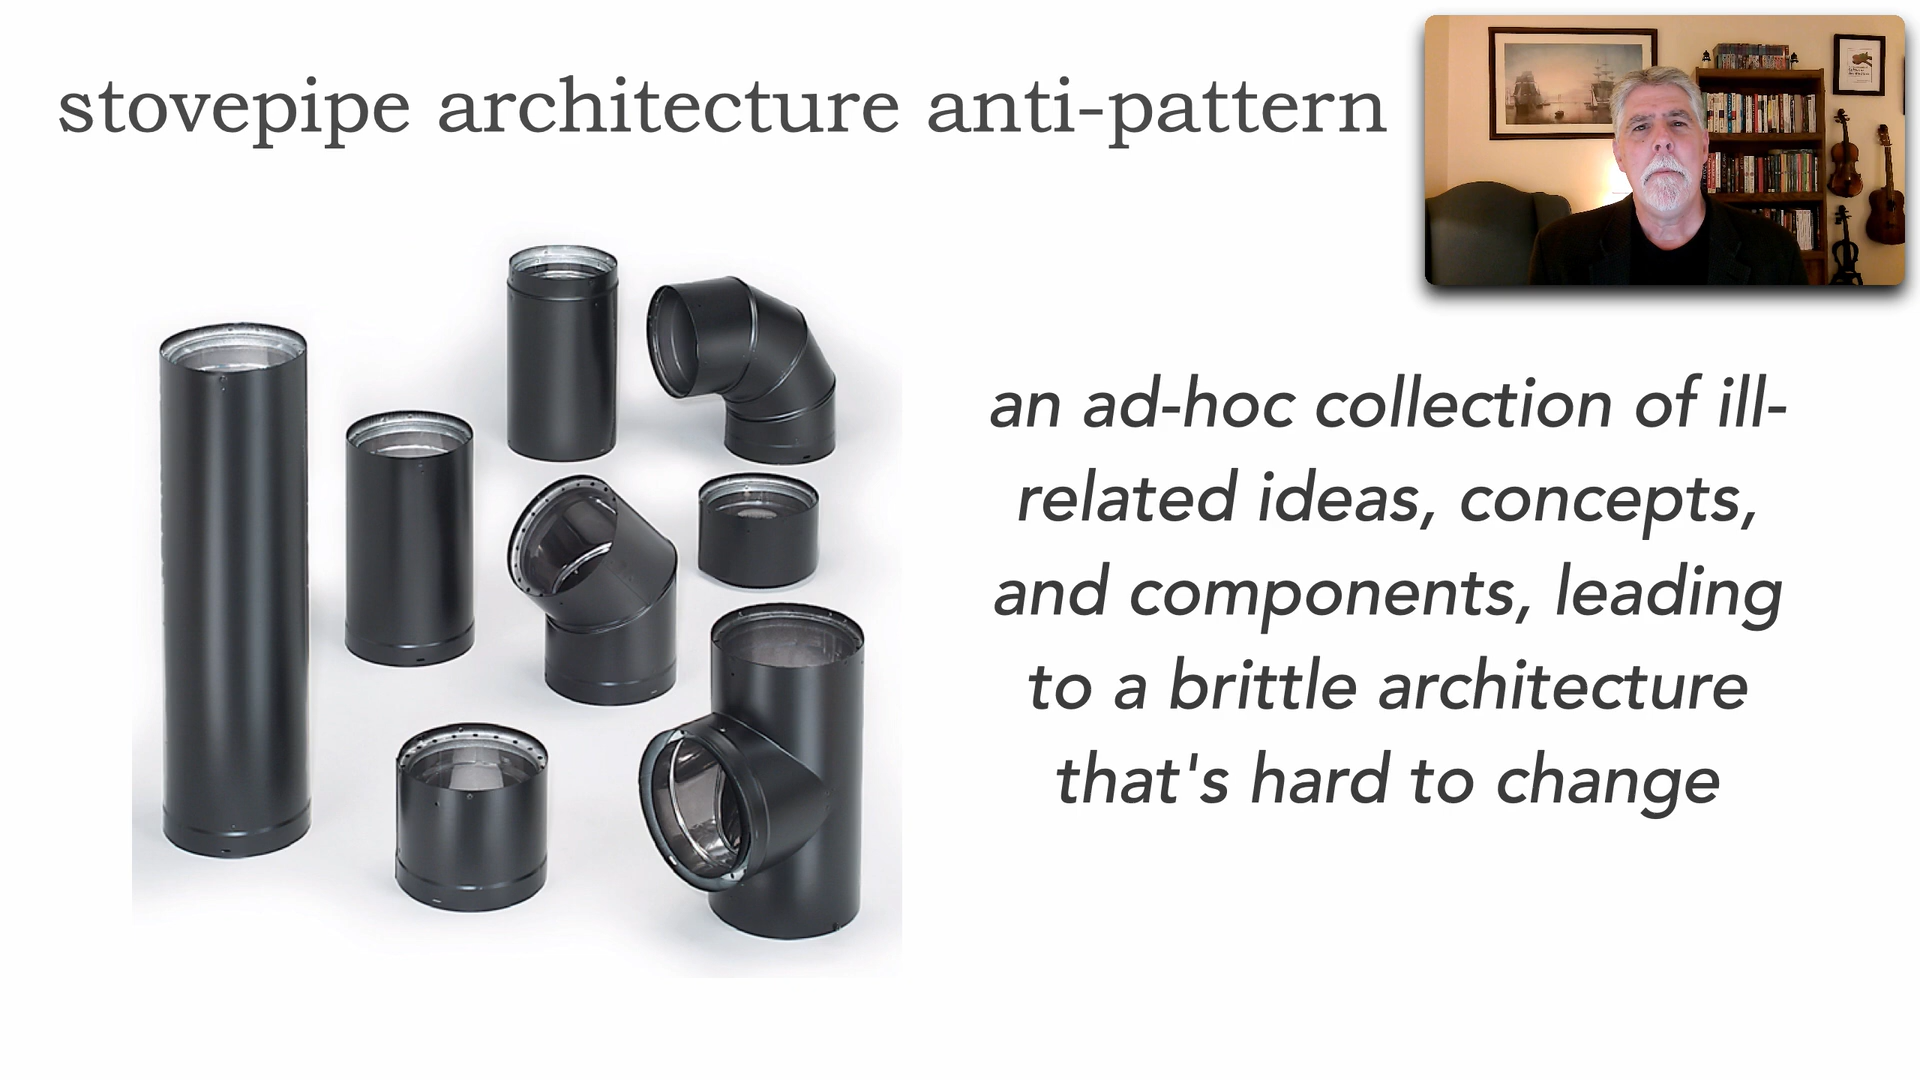 stovepipe architecture anti-pattern
an ad-hoc collection of ill-
related ideas, concepts,
and components, leading
to a brittle architecture
that's hard to change